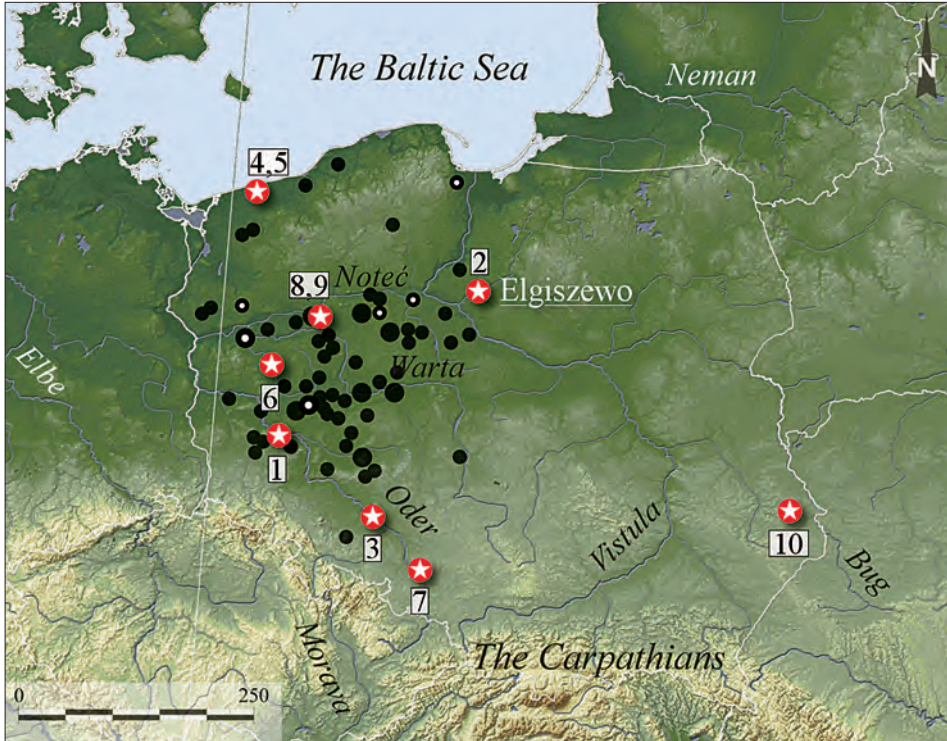 The Baltic Sea
Neman
N
4,5
2
Elgiszewo
Noteć
8,9
Warta
Elbe
6
1
Oder
3
Vistula
10
Bug
7
Morava
The Carpathians
0
250